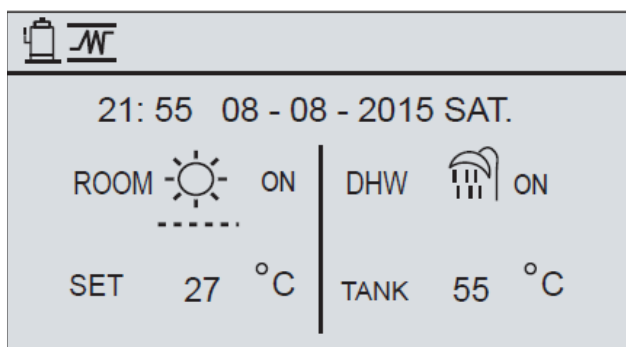 21: 55 08 - 08 - 2015 SAT.
ROOM ON DHW ON
SET 27 °C TANK 55 °C